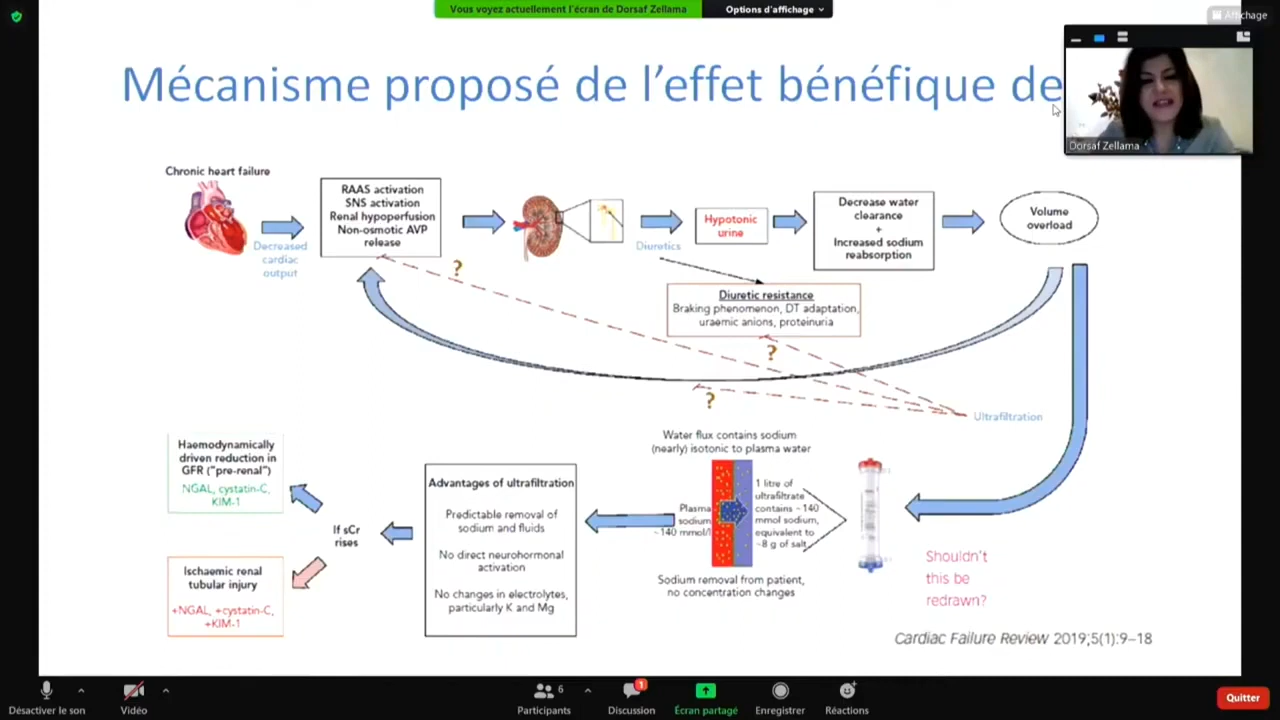 Vous voyez actuellement l'écran de Dorsaf Zellama
Options d'affichage
Affichage
Mécanisme proposé de l'effet bénéfique de
Dorsaf Zellama
Chronic heart failure
Decreased
cardiac
output
RAAS activation
SNS activation
Renal hypoperfusion
Non-osmotic AVP
release
Diuretics
Hypotonic
urine
Decrease water
clearance
+
Increased sodium
reabsorption
Volume
overload
?
Diuretic resistance
Braking phenomenon, DT adaptation,
uraemic anions, proteinuria
?
?
Ultrafiltration
Haemodynamically
driven reduction in
GFR ("pre-renal")
NGAL, cystatin-C,
KIM-1
If sCr
rises
Ischaemic renal
tubular injury
+NGAL, +cystatin-C,
+KIM-1
Advantages of ultrafiltration
Predictable removal of
sodium and fluids
No direct neurohormonal
activation
No changes in electrolytes,
particularly K and Mg
Water flux contains sodium
(nearly) isotonic to plasma water
Plasma
sodium
~140 mmol/l
1 litre of
ultrafiltrate
contains ~140
mmol sodium,
equivalent to
~8 g of salt
Sodium removal from patient,
no concentration changes
Shouldn't
this be
redrawn?
Cardiac Failure Review 2019;5(1):9–18
Désactiver le son
Vidéo
6
Participants
1
Discussion
Écran partagé
Enregistrer
Réactions
Quitter